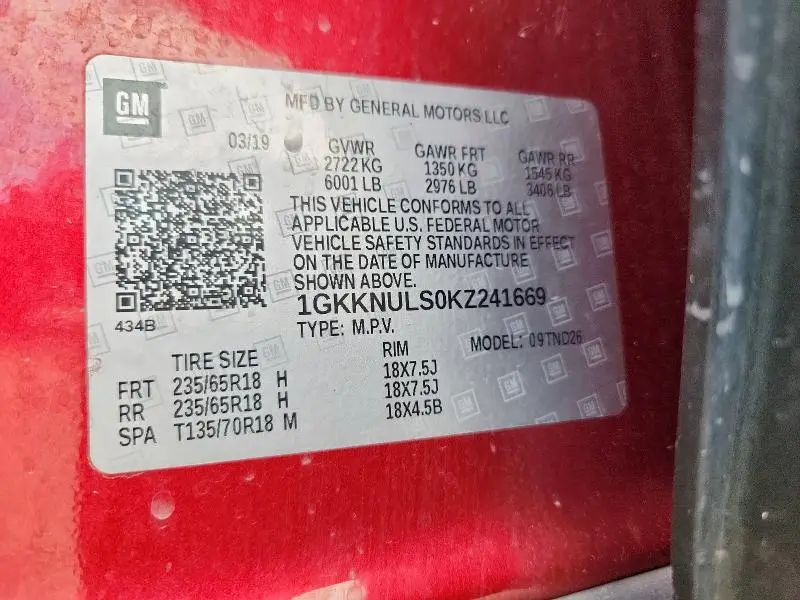 GM
MFD BY GENERAL MOTORS LLC
03/19
GVWR GAWR FRT GAWR RR
2722 KG 1350 KG 1545 KG
6001 LB 2976 LB 3406 LB
THIS VEHICLE CONFORMS TO ALL
APPLICABLE U.S. FEDERAL MOTOR
VEHICLE SAFETY STANDARDS IN EFFECT
ON THE DATE OF MANUFACTURE
SHOWN ABOVE.
1GKKNULS0KZ241669
434B
TYPE: M.P.V. MODEL: 09TND26
TIRE SIZE RIM
FRT 235/65R18 H 18X7.5J
RR 235/65R18 H 18X7.5J
SPA T135/70R18 M 18X4.5B